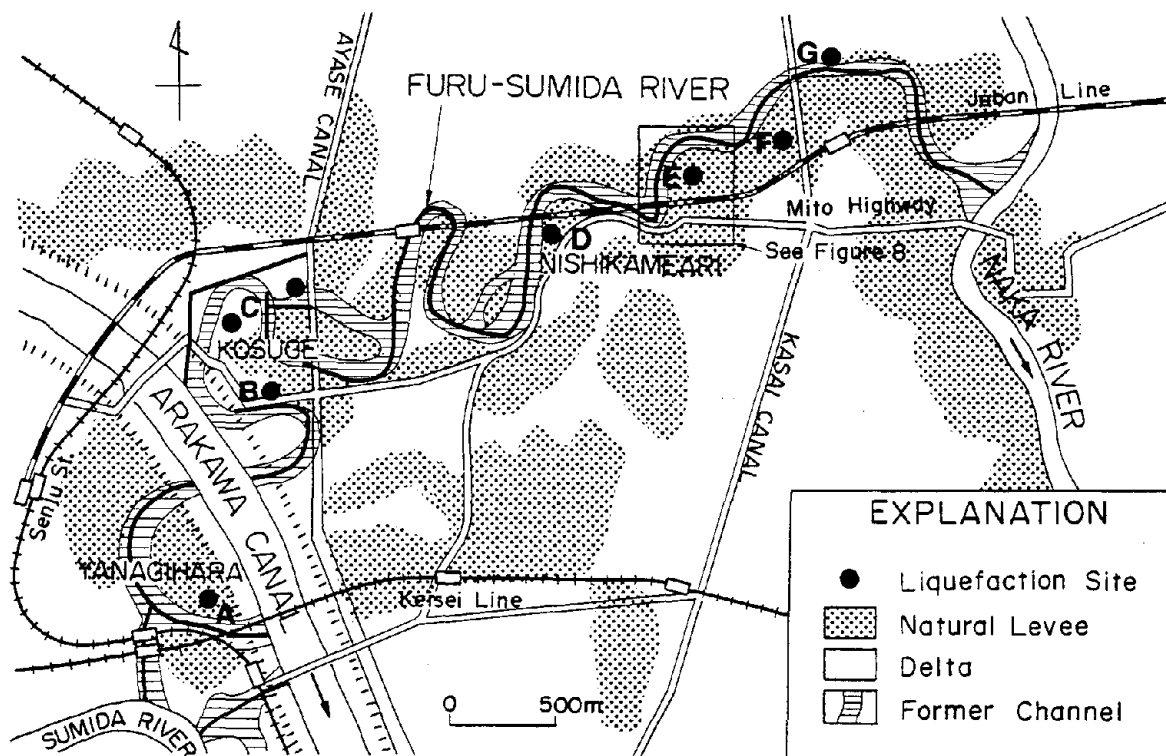 G
AYASE CANAL
FURU-SUMIDA RIVER
Joban Line
F
E
Mito Highway
D
NISHIKAMEARI
See Figure 8
C
KOSUGE
NAKA RIVER
B
KASAI CANAL
ARAKAWA CANAL
Senju St.
YANAGIHARA
A
Keisei Line
0 500m
SUMIDA RIVER
EXPLANATION
Liquefaction Site
Natural Levee
Delta
Former Channel